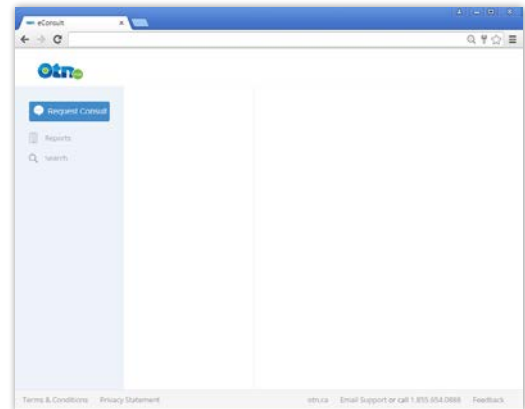 eConsult
otn
Request Consult
Reports
Search
Terms & Conditions Privacy Statement
otn.ca Email Support or call 1.855.654.0888 Feedback